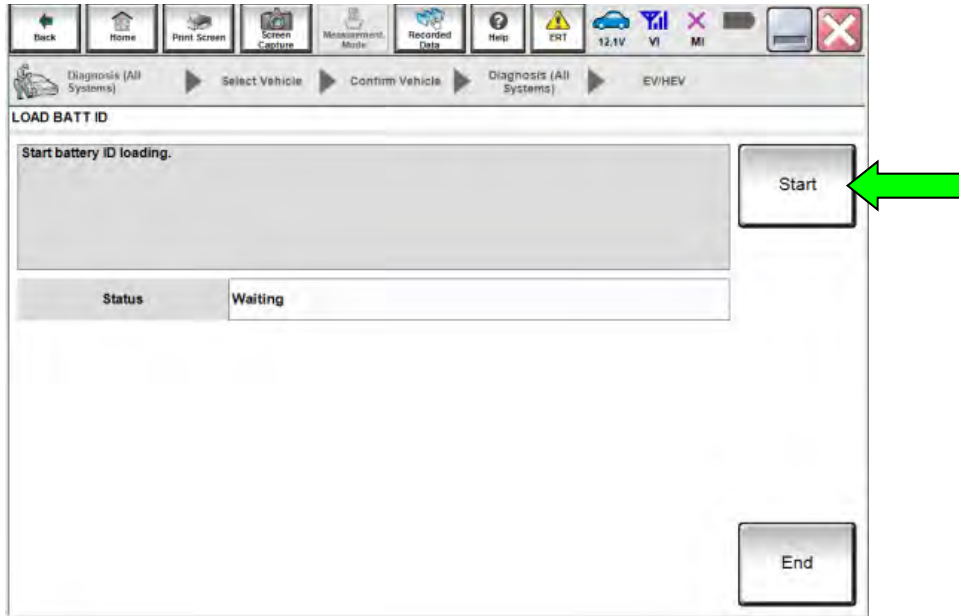 Back
Home
Print Screen
Screen
Capture
Measurement
Mode
Recorded
Data
Help
ERT
12.1V
VI
MI
Diagnosis (All
Systems)
Select Vehicle
Confirm Vehicle
Diagnosis (All
Systems)
EV/HEV
LOAD BATT ID
Start battery ID loading.
Start
Status
Waiting
End